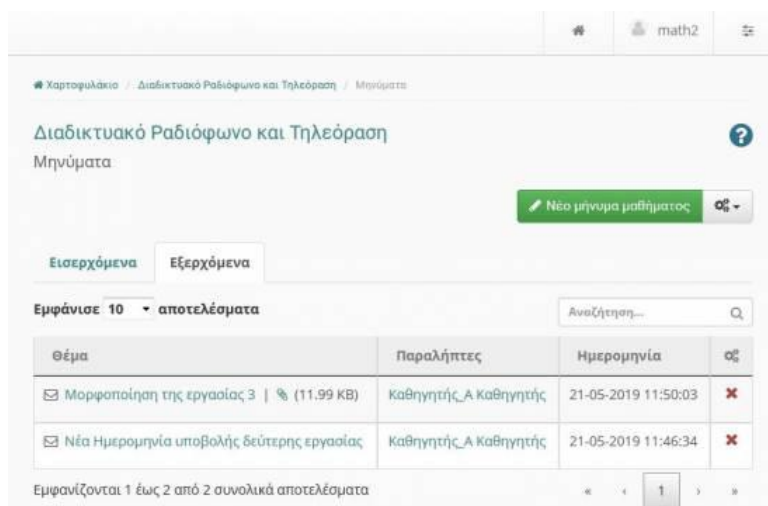 math2
Χαρτοφυλάκιο / Διαδικτυακό Ραδιόφωνο και Τηλεόραση / Μηνύματα
Διαδικτυακό Ραδιόφωνο και Τηλεόραση
Μηνύματα
Νέο μήνυμα μαθήματος
Εισερχόμενα Εξερχόμενα
Εμφάνισε 10 αποτελέσματα Αναζήτηση...
Θέμα Παραλήπτες Ημερομηνία
Μορφοποίηση της εργασίας 3 | (11.99 KB) Καθηγητής_Α Καθηγητής 21-05-2019 11:50:03
Νέα Ημερομηνία υποβολής δεύτερης εργασίας Καθηγητής_Α Καθηγητής 21-05-2019 11:46:34
Εμφανίζονται 1 έως 2 από 2 συνολικά αποτελέσματα « ‹ 1 › »